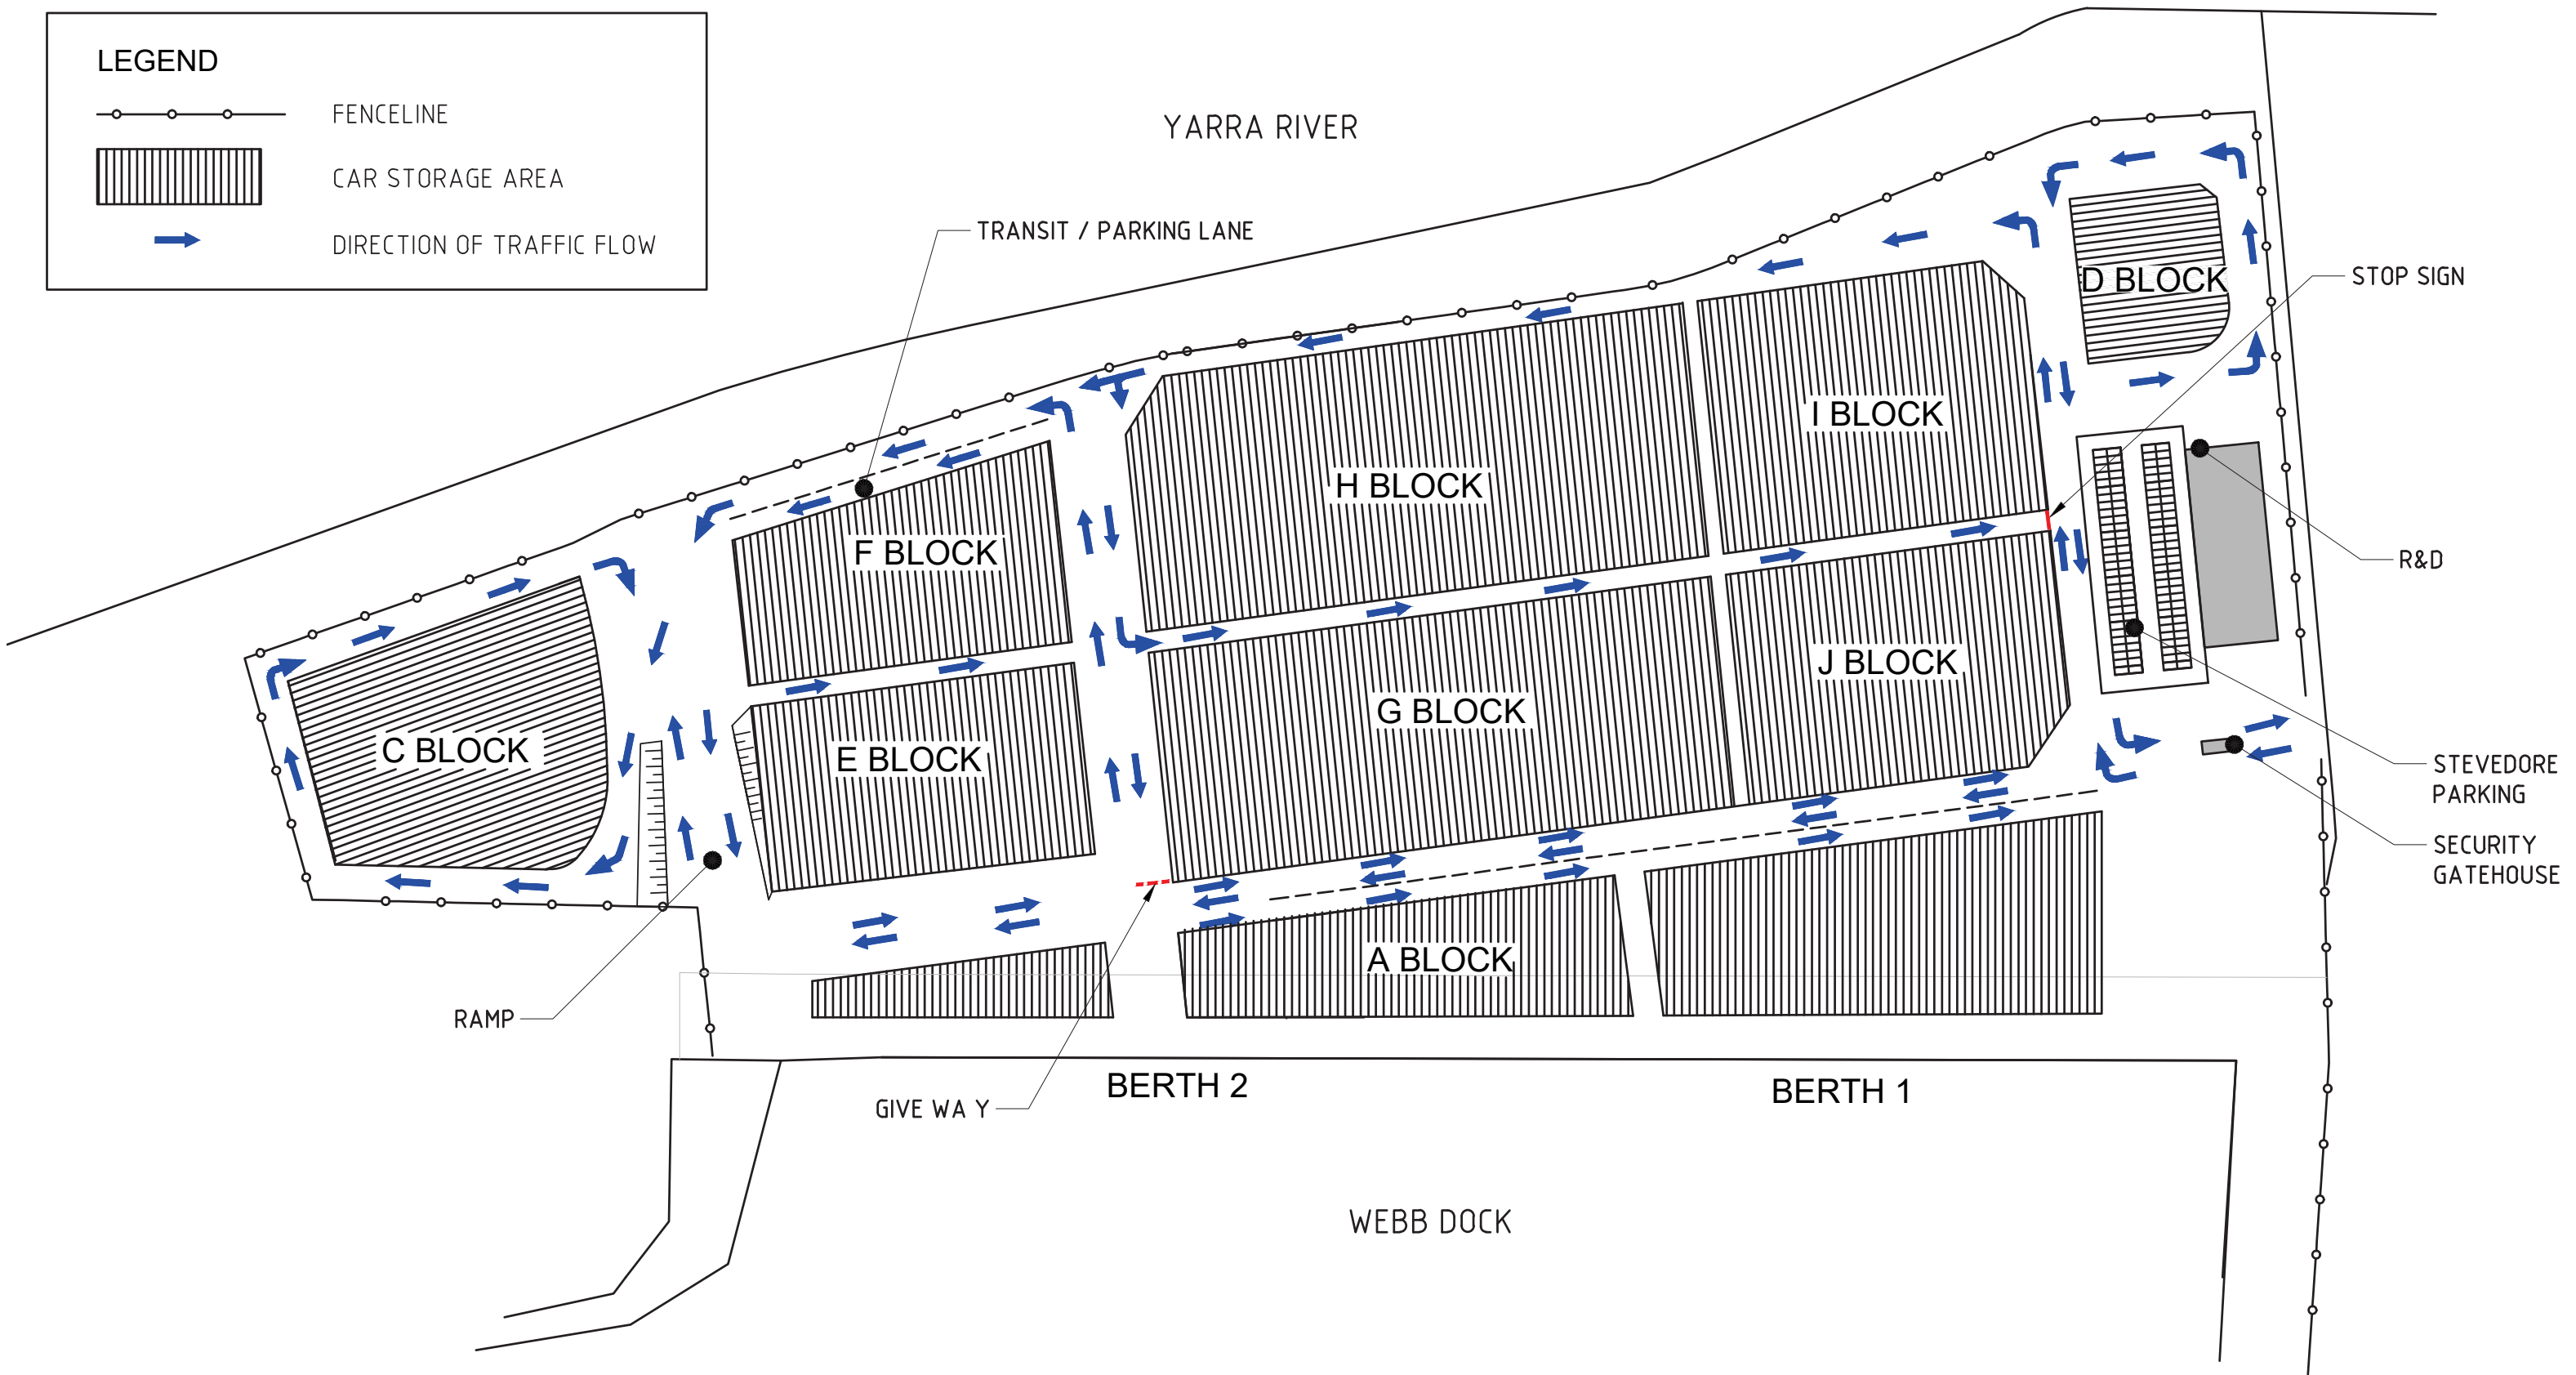 LEGEND
FENCELINE
CAR STORAGE AREA
DIRECTION OF TRAFFIC FLOW
YARRA RIVER
TRANSIT / PARKING LANE
STOP SIGN
D BLOCK
I BLOCK
H BLOCK
F BLOCK
R&D
J BLOCK
G BLOCK
C BLOCK
E BLOCK
STEVEDORE
PARKING
SECURITY
GATEHOUSE
A BLOCK
RAMP
GIVE WA Y
BERTH 2
BERTH 1
WEBB DOCK